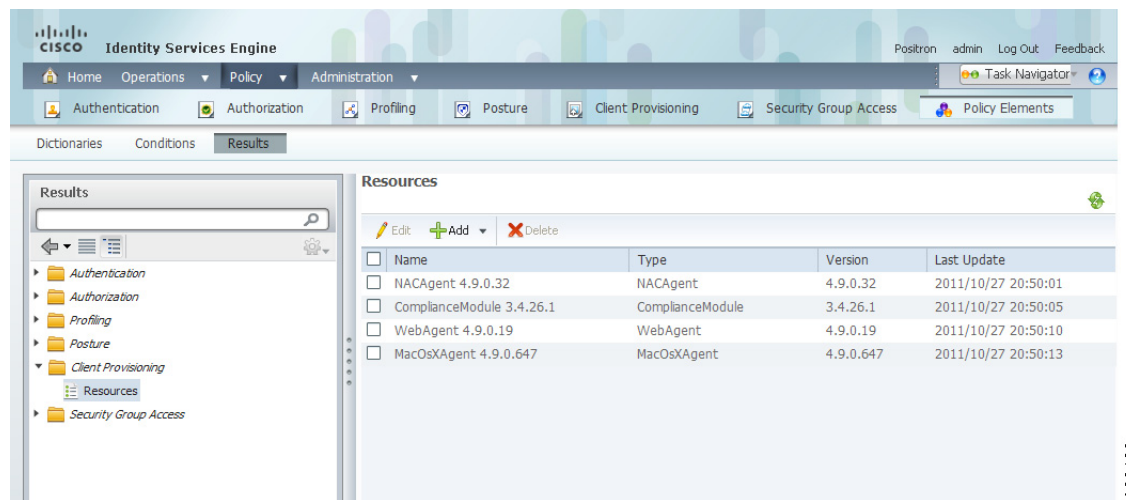 CISCO Identity Services Engine
Positron admin Log Out Feedback
Home Operations Policy Administration Task Navigator
Authentication Authorization Profiling Posture Client Provisioning Security Group Access Policy Elements
Dictionaries Conditions Results
Results
Authentication
Authorization
Profiling
Posture
Client Provisioning
Resources
Security Group Access
Resources
Edit Add Delete
Name Type Version Last Update
NACAgent 4.9.0.32 NACAgent 4.9.0.32 2011/10/27 20:50:01
ComplianceModule 3.4.26.1 ComplianceModule 3.4.26.1 2011/10/27 20:50:05
WebAgent 4.9.0.19 WebAgent 4.9.0.19 2011/10/27 20:50:10
MacOsXAgent 4.9.0.647 MacOsXAgent 4.9.0.647 2011/10/27 20:50:13